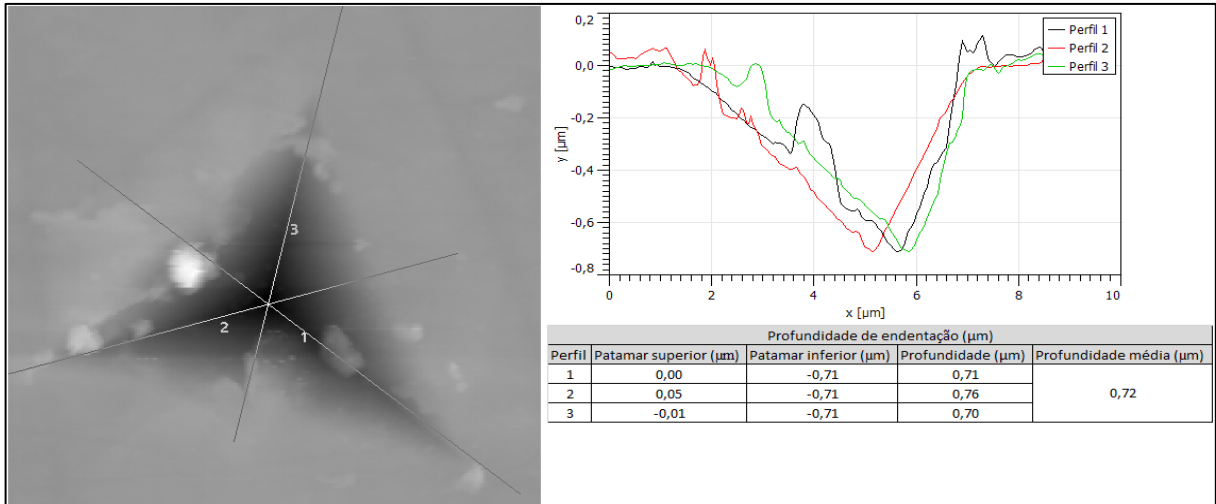 3
2
1
0,2
0,0
-0,2
-0,4
-0,6
-0,8
y [µm]
Perfil 1
Perfil 2
Perfil 3
0 2 4 6 8 10
x [µm]
Profundidade de endentação (µm)
Perfil Patamar superior (µm) Patamar inferior (µm) Profundidade (µm) Profundidade média (µm)
1 0,00 -0,71 0,71
2 0,05 -0,71 0,76 0,72
3 -0,01 -0,71 0,70